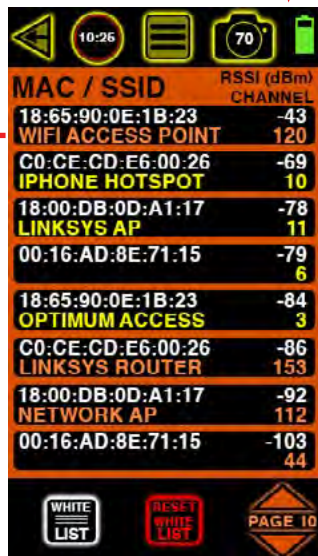 10:26
70
MAC / SSID
RSSI (dBm)
CHANNEL
18:65:90:0E:1B:23 -43
WIFI ACCESS POINT 120
C0:CE:CD:E6:00:26 -69
IPHONE HOTSPOT 10
18:00:DB:0D:A1:17 -78
LINKSYS AP 11
00:16:AD:8E:71:15 -79
6
18:65:90:0E:1B:23 -84
OPTIMUM ACCESS 3
C0:CE:CD:E6:00:26 -86
LINKSYS ROUTER 153
18:00:DB:0D:A1:17 -92
NETWORK AP 112
00:16:AD:8E:71:15 -103
44
WHITE
LIST
RESET
WHITE
LIST
PAGE 10